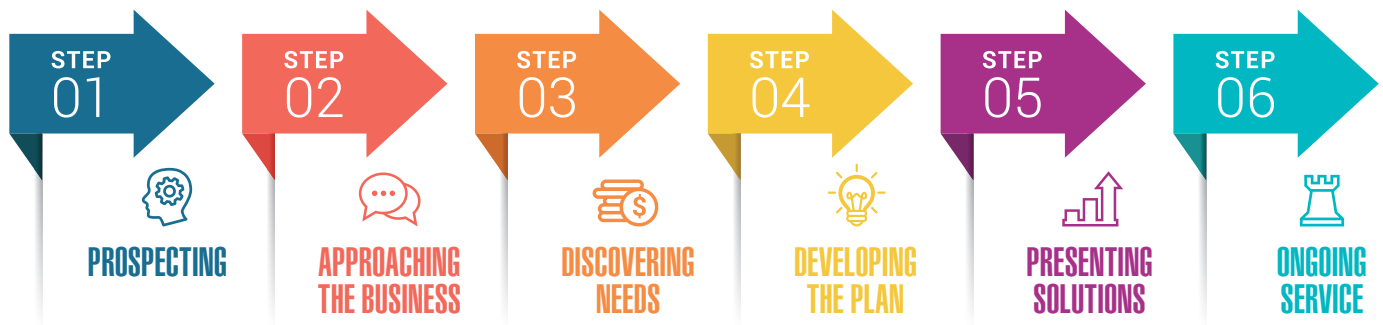 STEP
01
PROSPECTING
STEP
02
APPROACHING
THE BUSINESS
STEP
03
$
DISCOVERING
NEEDS
STEP
04
DEVELOPING
THE PLAN
STEP
05
PRESENTING
SOLUTIONS
STEP
06
ONGOING
SERVICE